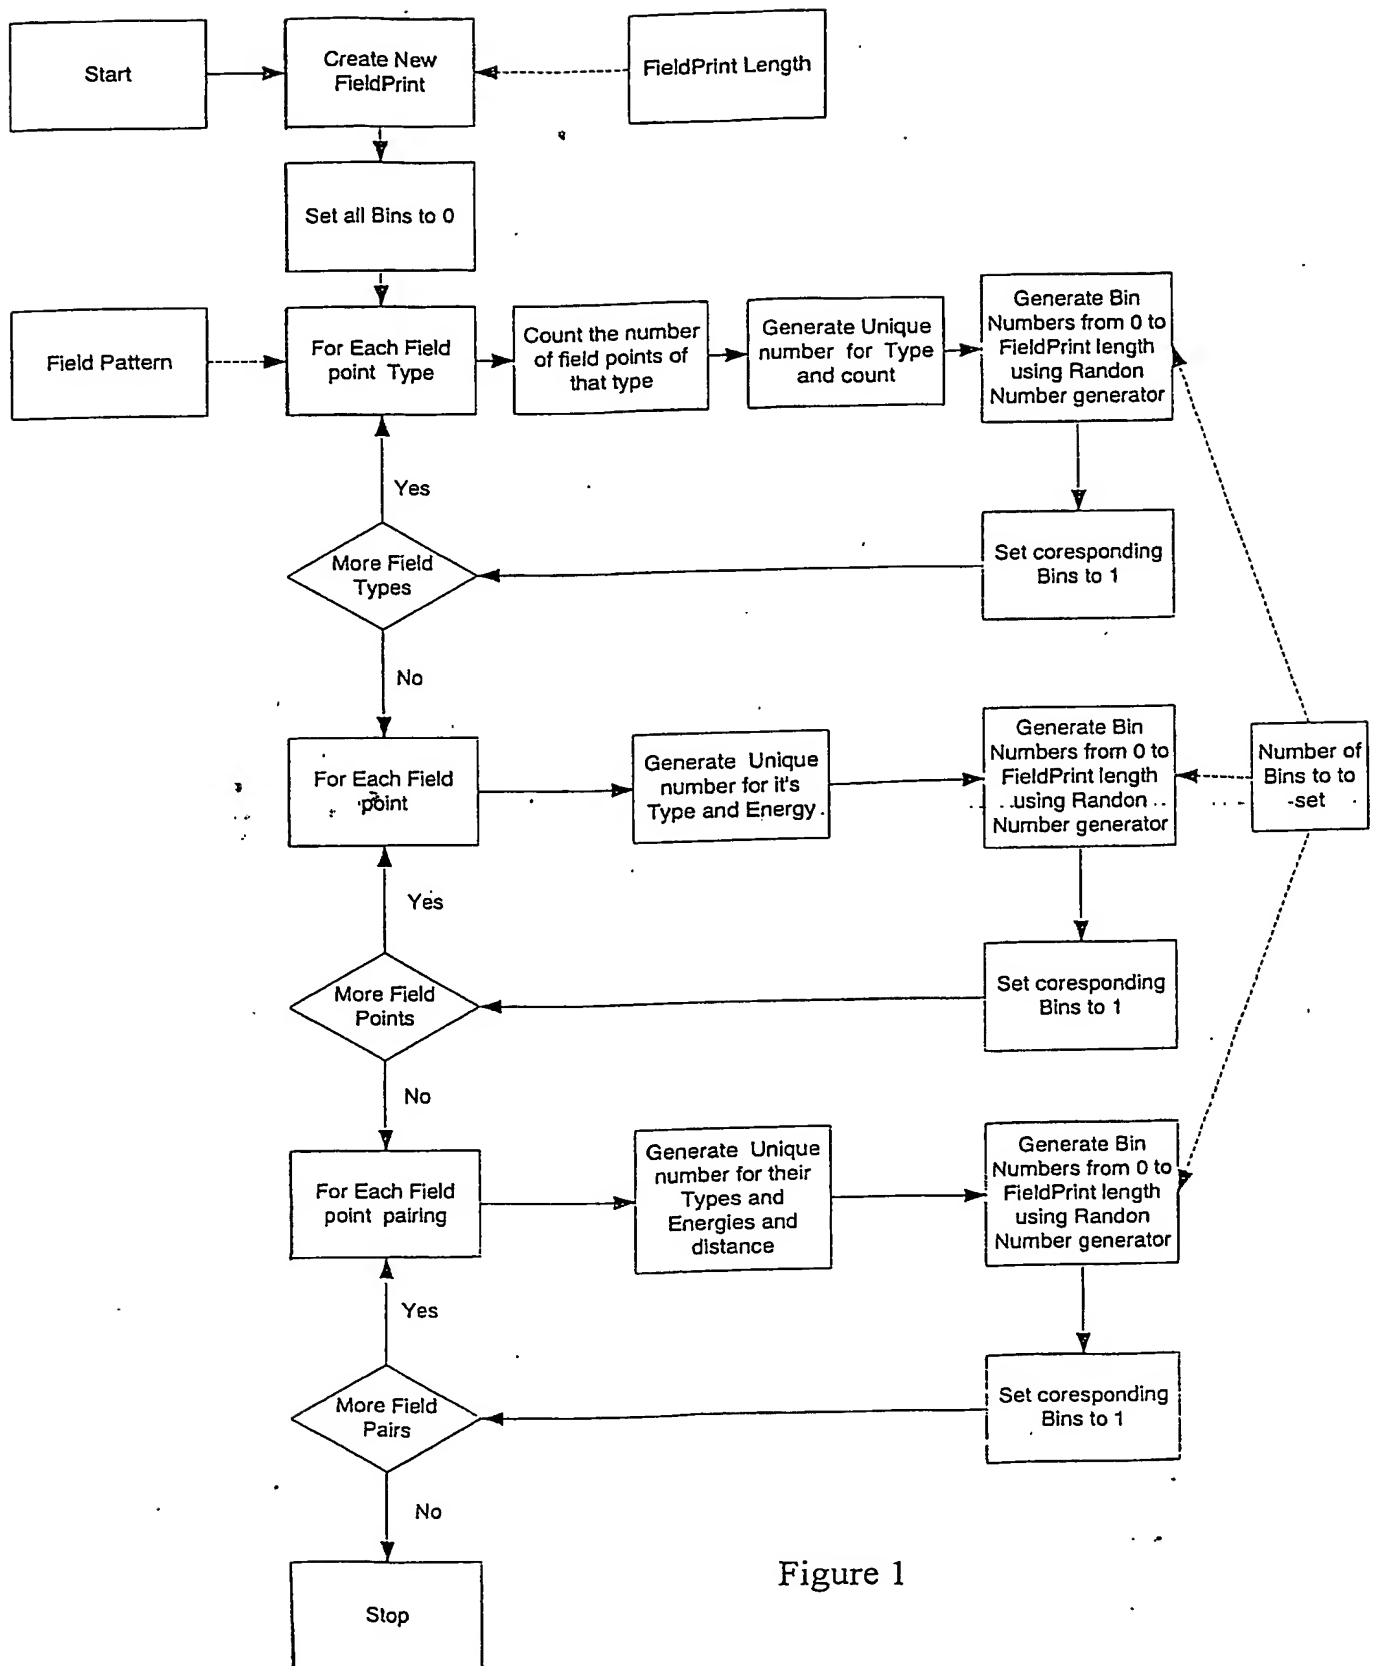 Start
Create New
FieldPrint
FieldPrint Length
Set all Bins to 0
Field Pattern
For Each Field
point Type
Count the number
of field points of
that type
Generate Unique
number for Type
and count
Generate Bin
Numbers from 0 to
FieldPrint length
using Randon
Number generator
Yes
More Field
Types
Set coresponding
Bins to 1
No
For Each Field
point
Generate Unique
number for it's
Type and Energy
Generate Bin
Numbers from 0 to
FieldPrint length
using Randon
Number generator
Number of
Bins to to
set
Yes
More Field
Points
Set coresponding
Bins to 1
No
For Each Field
point pairing
Generate Unique
number for their
Types and
Energies and
distance
Generate Bin
Numbers from 0 to
FieldPrint length
using Randon
Number generator
Yes
More Field
Pairs
Set coresponding
Bins to 1
No
Stop
Figure 1